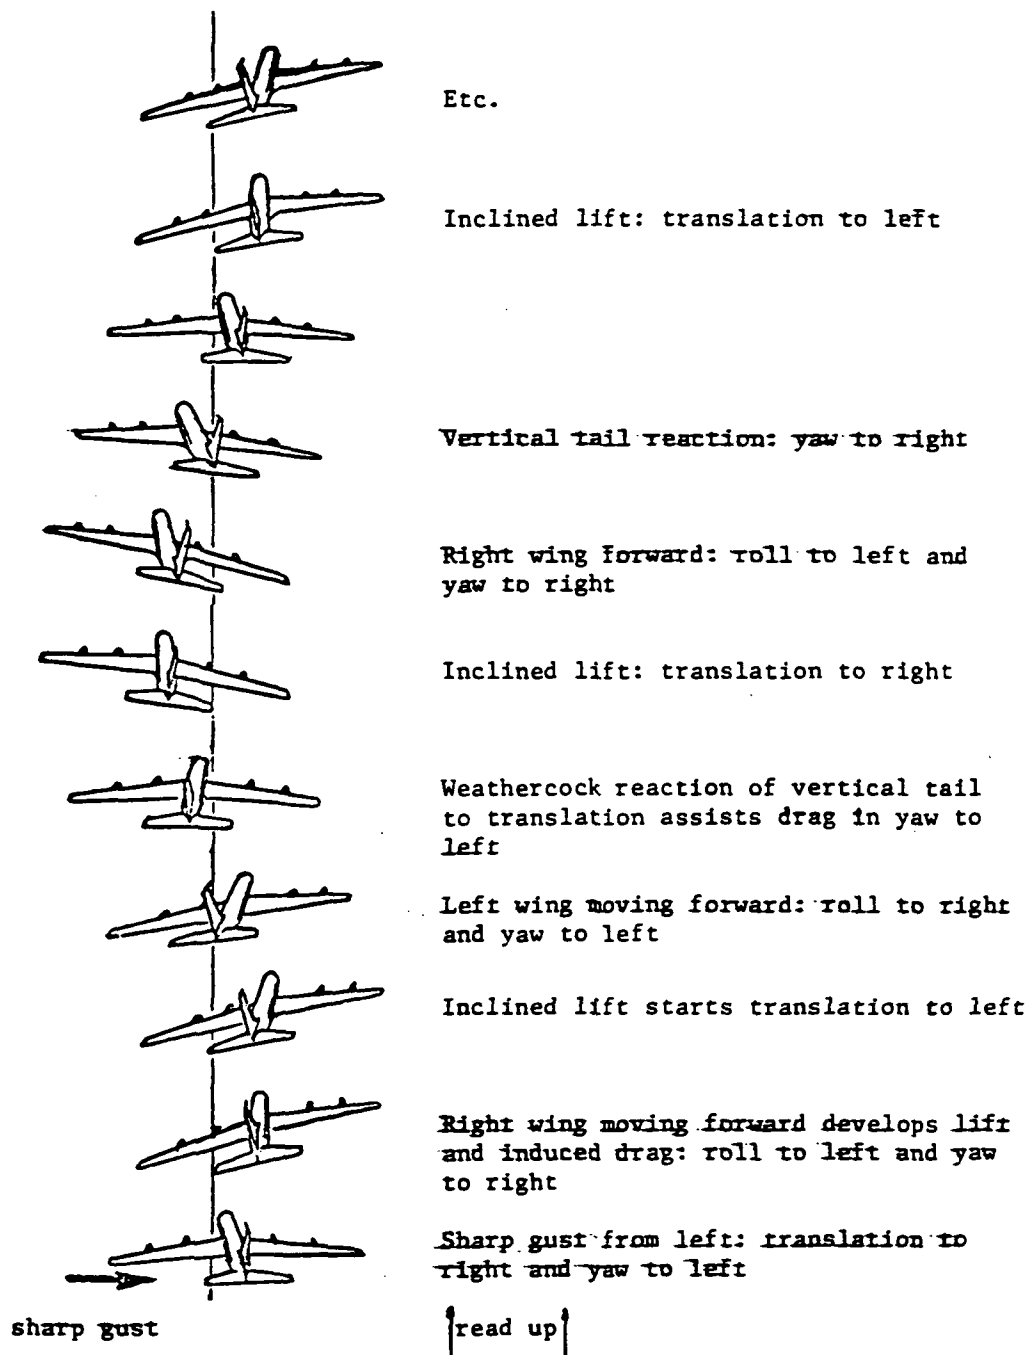 Etc.
Inclined lift: translation to left
Vertical tail reaction: yaw to right
Right wing forward: roll to left and
yaw to right
Inclined lift: translation to right
Weathercock reaction of vertical tail
to translation assists drag in yaw to
left
Left wing moving forward: roll to right
and yaw to left
Inclined lift starts translation to left
Right wing moving forward develops lift
and induced drag: roll to left and yaw
to right
Sharp gust from left: translation to
right and yaw to left
sharp gust
read up